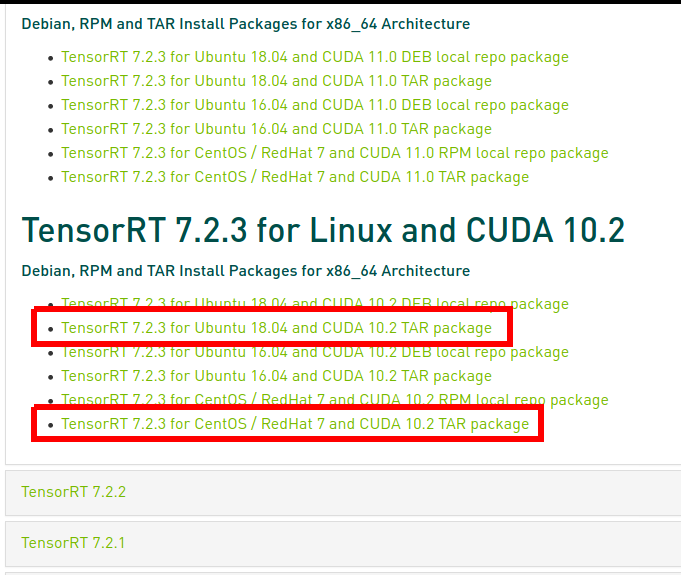 Debian, RPM and TAR Install Packages for x86_64 Architecture
TensorRT 7.2.3 for Ubuntu 18.04 and CUDA 11.0 DEB local repo package
TensorRT 7.2.3 for Ubuntu 18.04 and CUDA 11.0 TAR package
TensorRT 7.2.3 for Ubuntu 16.04 and CUDA 11.0 DEB local repo package
TensorRT 7.2.3 for Ubuntu 16.04 and CUDA 11.0 TAR package
TensorRT 7.2.3 for CentOS / RedHat 7 and CUDA 11.0 RPM local repo package
TensorRT 7.2.3 for CentOS / RedHat 7 and CUDA 11.0 TAR package
TensorRT 7.2.3 for Linux and CUDA 10.2
Debian, RPM and TAR Install Packages for x86_64 Architecture
TensorRT 7.2.3 for Ubuntu 18.04 and CUDA 10.2 DEB local repo package
TensorRT 7.2.3 for Ubuntu 18.04 and CUDA 10.2 TAR package
TensorRT 7.2.3 for Ubuntu 16.04 and CUDA 10.2 DEB local repo package
TensorRT 7.2.3 for Ubuntu 16.04 and CUDA 10.2 TAR package
TensorRT 7.2.3 for CentOS / RedHat 7 and CUDA 10.2 RPM local repo package
TensorRT 7.2.3 for CentOS / RedHat 7 and CUDA 10.2 TAR package
TensorRT 7.2.2
TensorRT 7.2.1